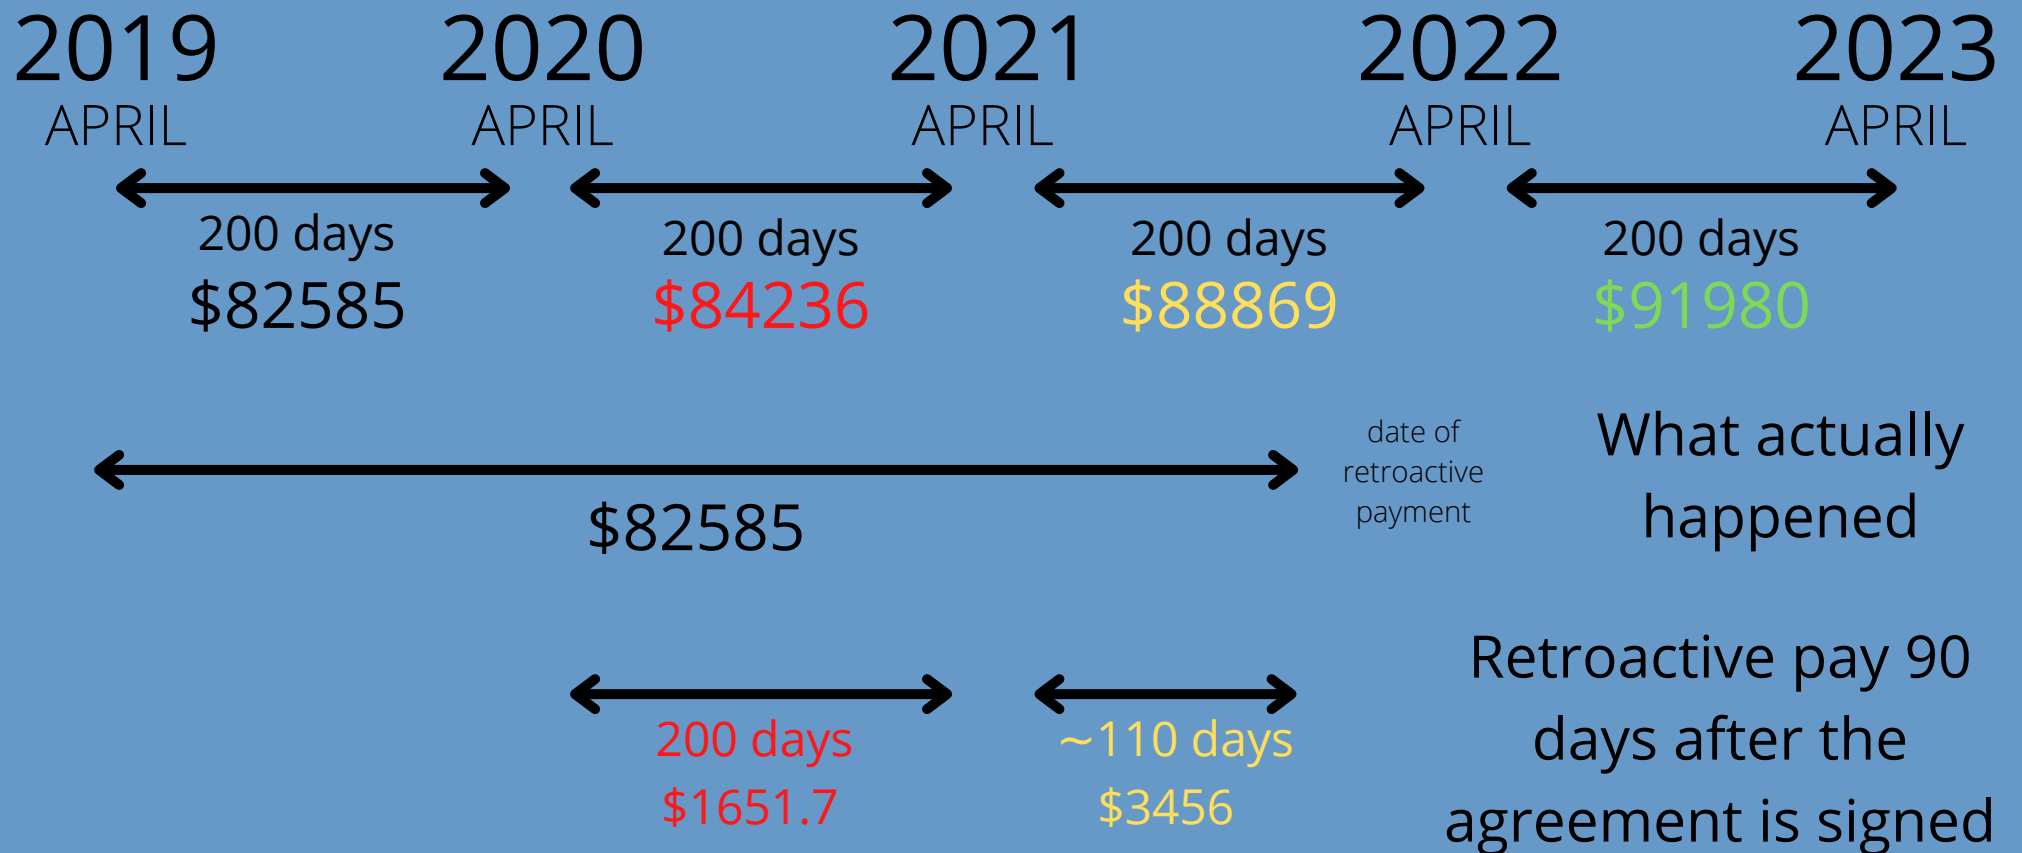 2019 2020 2021 2022 2023
APRIL APRIL APRIL APRIL APRIL
200 days 200 days 200 days 200 days
$82585 $84236 $88869 $91980
date of
retroactive
payment
What actually
happened
$82585
200 days ~110 days
$1651.7 $3456
Retroactive pay 90
days after the
agreement is signed